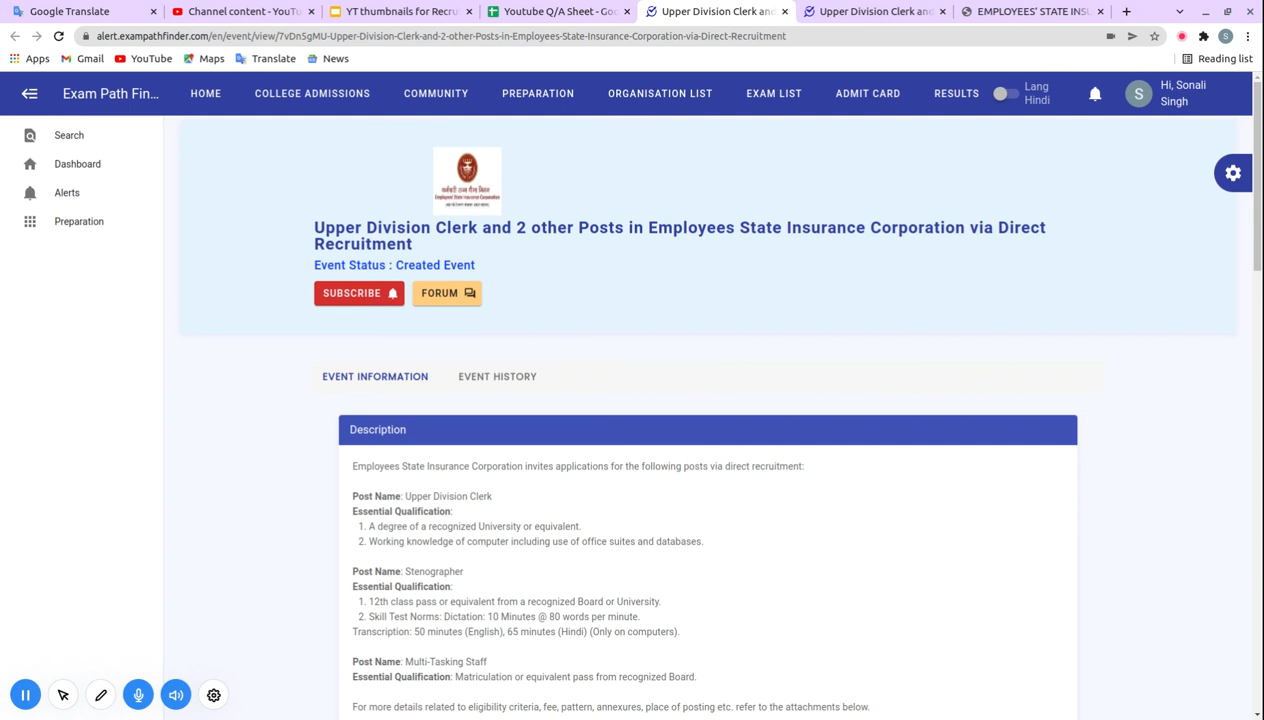 Google Translate
Channel content - YouTu
YT thumbnails for Recru
Youtube Q/A Sheet - Goo
Upper Division Clerk and
Upper Division Clerk and
EMPLOYEES' STATE INSU
alert.exampathfinder.com/en/event/view/7vDn5gMU-Upper-Division-Clerk-and-2-other-Posts-in-Employees-State-Insurance-Corporation-via-Direct-Recruitment
S
Apps
Gmail
YouTube
Maps
Translate
News
Reading list
Exam Path Fin...
HOME
COLLEGE ADMISSIONS
COMMUNITY
PREPARATION
ORGANISATION LIST
EXAM LIST
ADMIT CARD
RESULTS
Lang
Hindi
S
Hi, Sonali
Singh
Search
Dashboard
Alerts
Preparation
Upper Division Clerk and 2 other Posts in Employees State Insurance Corporation via Direct
Recruitment
Event Status : Created Event
SUBSCRIBE
FORUM
EVENT INFORMATION
EVENT HISTORY
Description
Employees State Insurance Corporation invites applications for the following posts via direct recruitment:
Post Name: Upper Division Clerk
Essential Qualification:
1. A degree of a recognized University or equivalent.
2. Working knowledge of computer including use of office suites and databases.
Post Name: Stenographer
Essential Qualification:
1. 12th class pass or equivalent from a recognized Board or University.
2. Skill Test Norms: Dictation: 10 Minutes @ 80 words per minute.
Transcription: 50 minutes (English), 65 minutes (Hindi) (Only on computers).
Post Name: Multi-Tasking Staff
Essential Qualification: Matriculation or equivalent pass from recognized Board.
For more details related to eligibility criteria, fee, pattern, annexures, place of posting etc. refer to the attachments below.